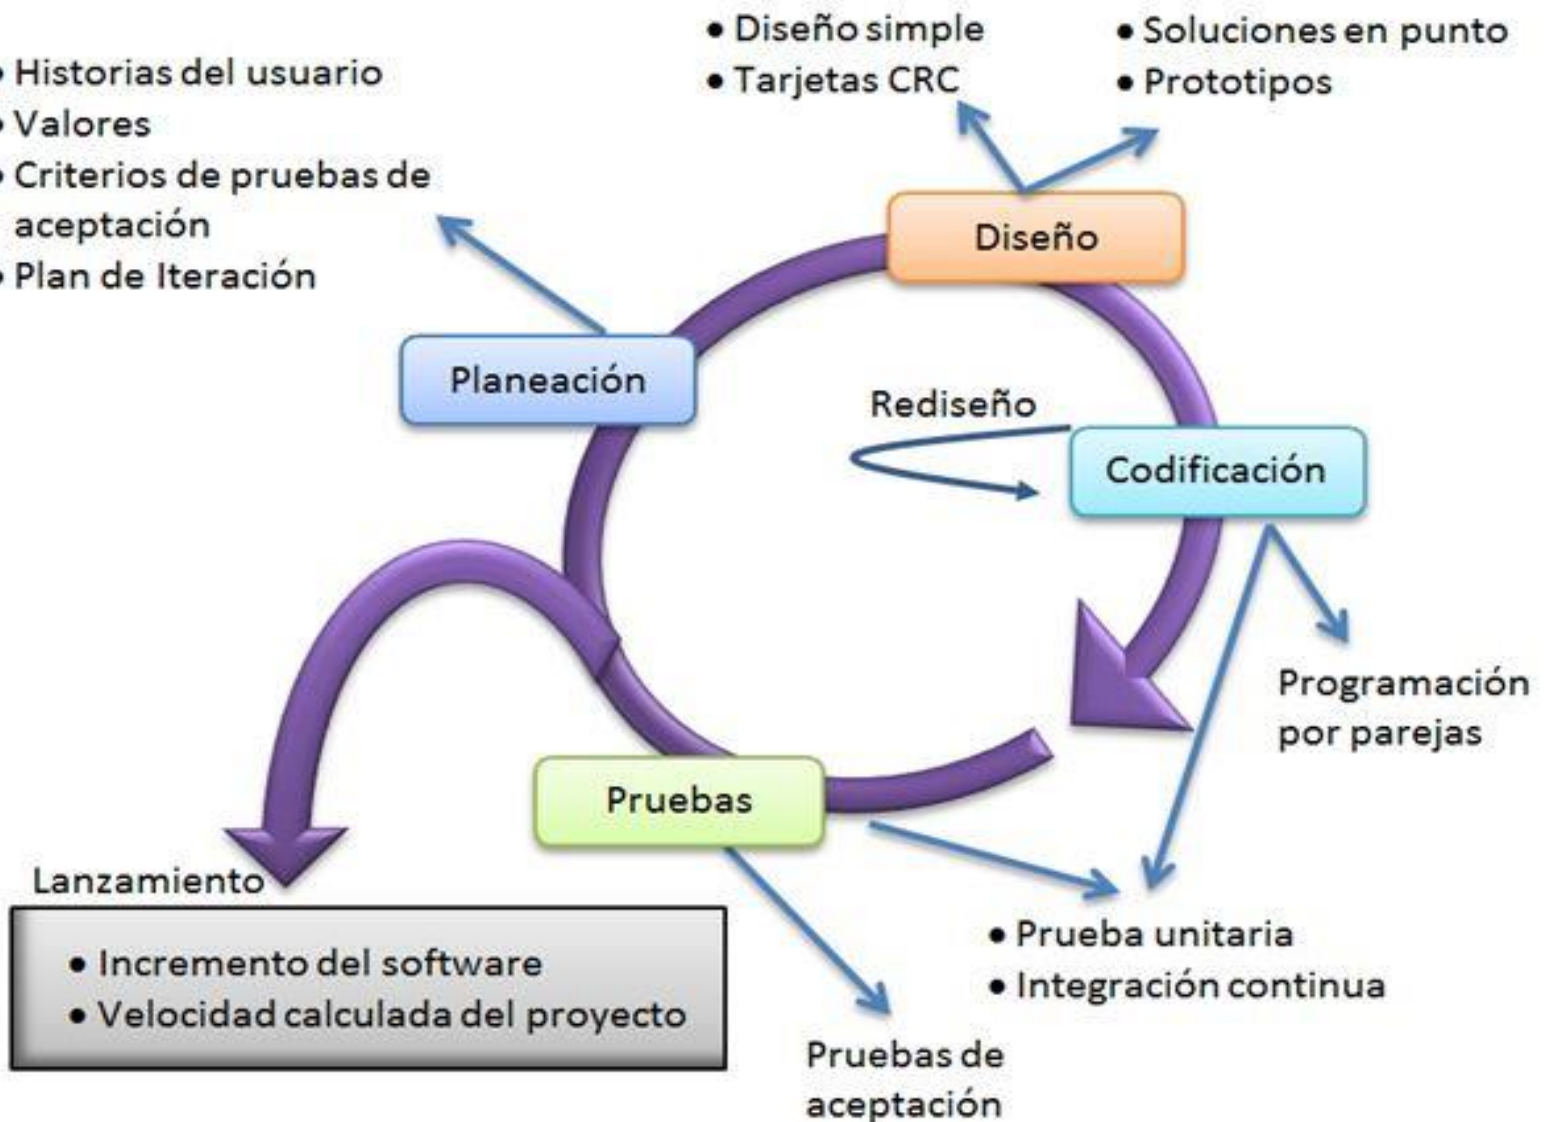 • Diseño simple
• Tarjetas CRC
• Soluciones en punto
• Prototipos
• Historias del usuario
• Valores
• Criterios de pruebas de
aceptación
• Plan de Iteración
Diseño
Planeación
Rediseño
Codificación
Programación
por parejas
Pruebas
Lanzamiento
• Incremento del software
• Velocidad calculada del proyecto
• Prueba unitaria
• Integración continua
Pruebas de
aceptación